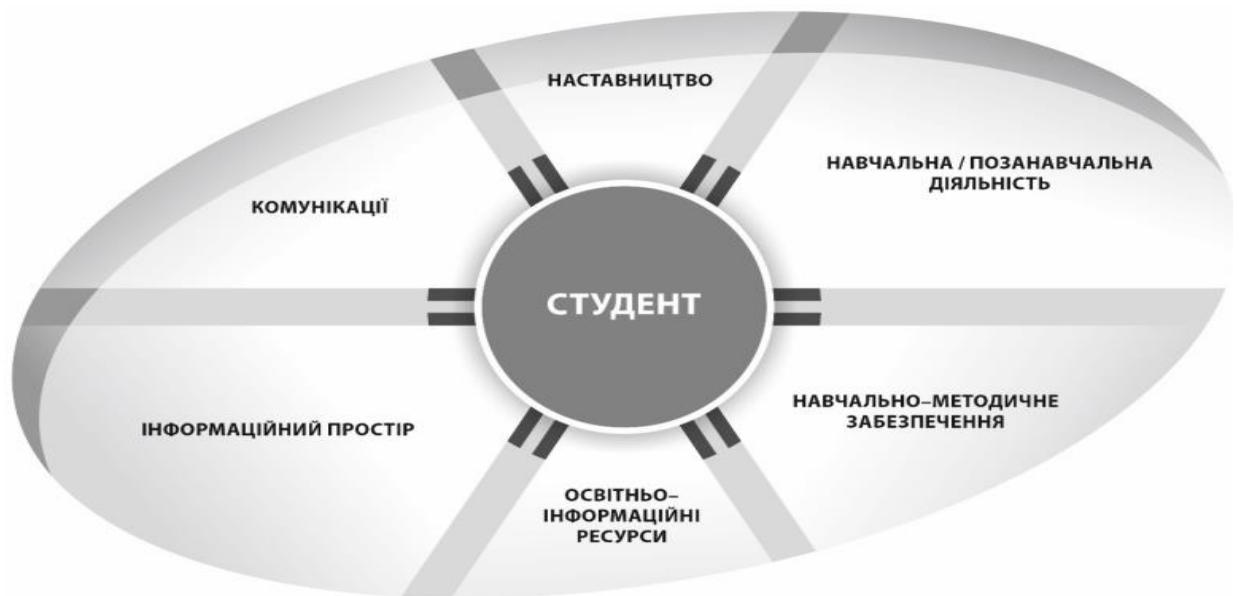 НАСТАВНИЦТВО
НАВЧАЛЬНА / ПОЗАНАВЧАЛЬНА
ДІЯЛЬНІСТЬ
КОМУНІКАЦІЇ
СТУДЕНТ
НАВЧАЛЬНО–МЕТОДИЧНЕ
ЗАБЕЗПЕЧЕННЯ
ІНФОРМАЦІЙНИЙ ПРОСТІР
ОСВІТНЬО–
ІНФОРМАЦІЙНІ
РЕСУРСИ